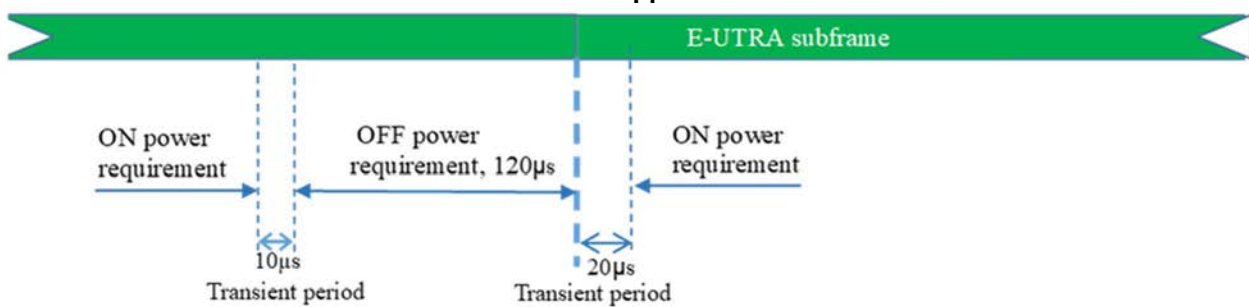 E-UTRA subframe
ON power
requirement
OFF power
requirement, 120μs
ON power
requirement
10μs
Transient period
20μs
Transient period